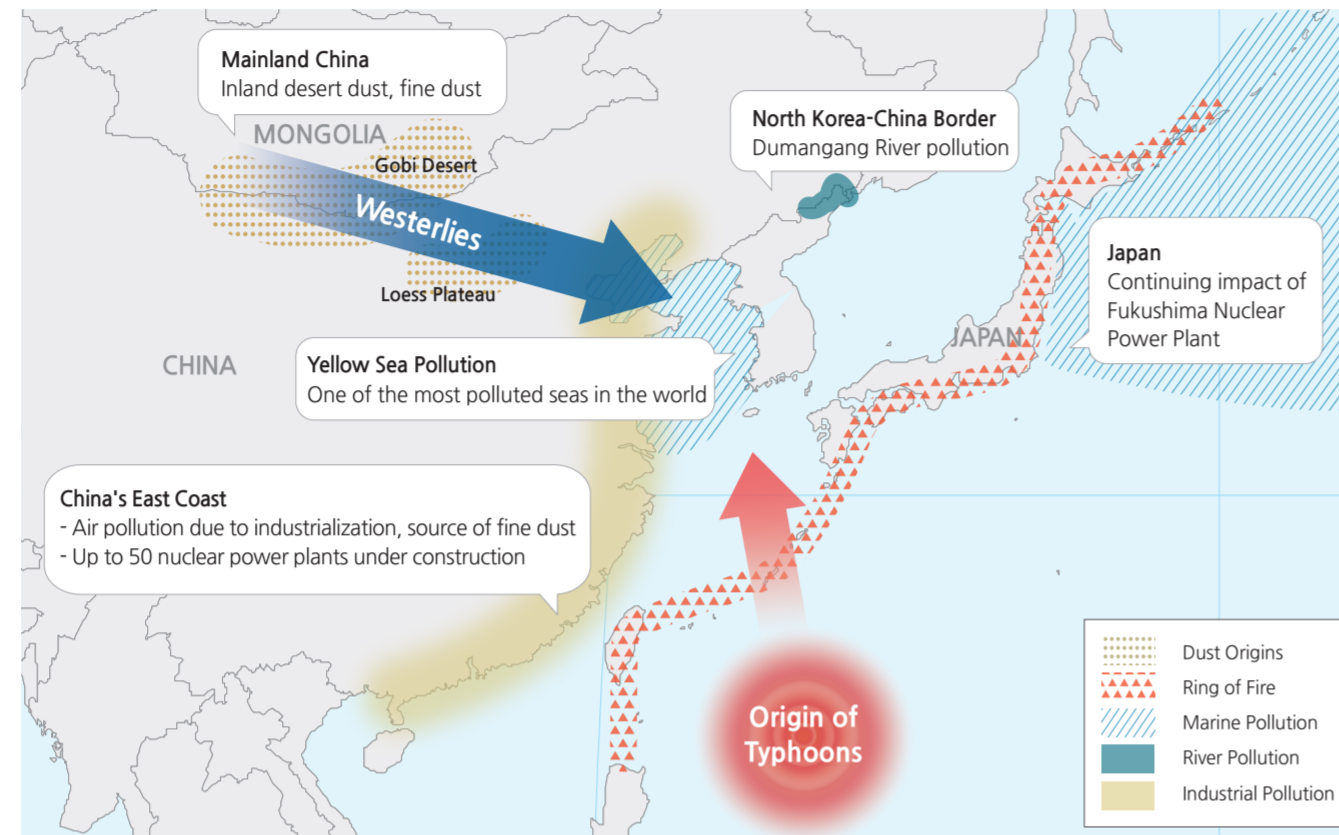 Mainland China
Inland desert dust, fine dust
MONGOLIA
Gobi Desert
Westerlies
Loess Plateau
North Korea-China Border
Dumangang River pollution
Japan
Continuing impact of
Fukushima Nuclear
Power Plant
JAPAN
CHINA
Yellow Sea Pollution
One of the most polluted seas in the world
China's East Coast
- Air pollution due to industrialization, source of fine dust
- Up to 50 nuclear power plants under construction
Origin of
Typhoons
Dust Origins
Ring of Fire
Marine Pollution
River Pollution
Industrial Pollution